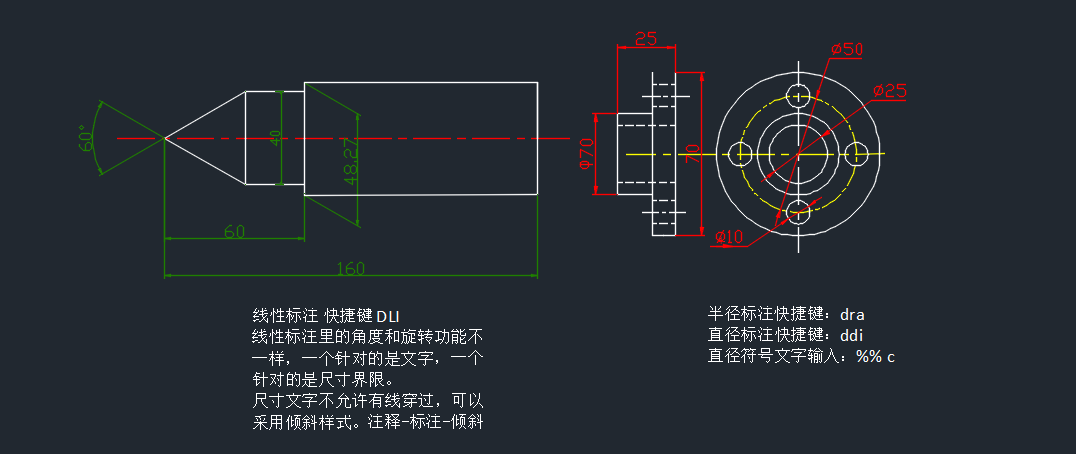 60°
40
48.27
60
160
25
Φ70
70
Ø50
Ø25
Ø10
线性标注 快捷键 DLI
线性标注里的角度和旋转功能不
一样，一个针对的是文字，一个
针对的是尺寸界限。
尺寸文字不允许有线穿过，可以
采用倾斜样式。注释-标注-倾斜
半径标注快捷键：dra
直径标注快捷键：ddi
直径符号文字输入：%% c